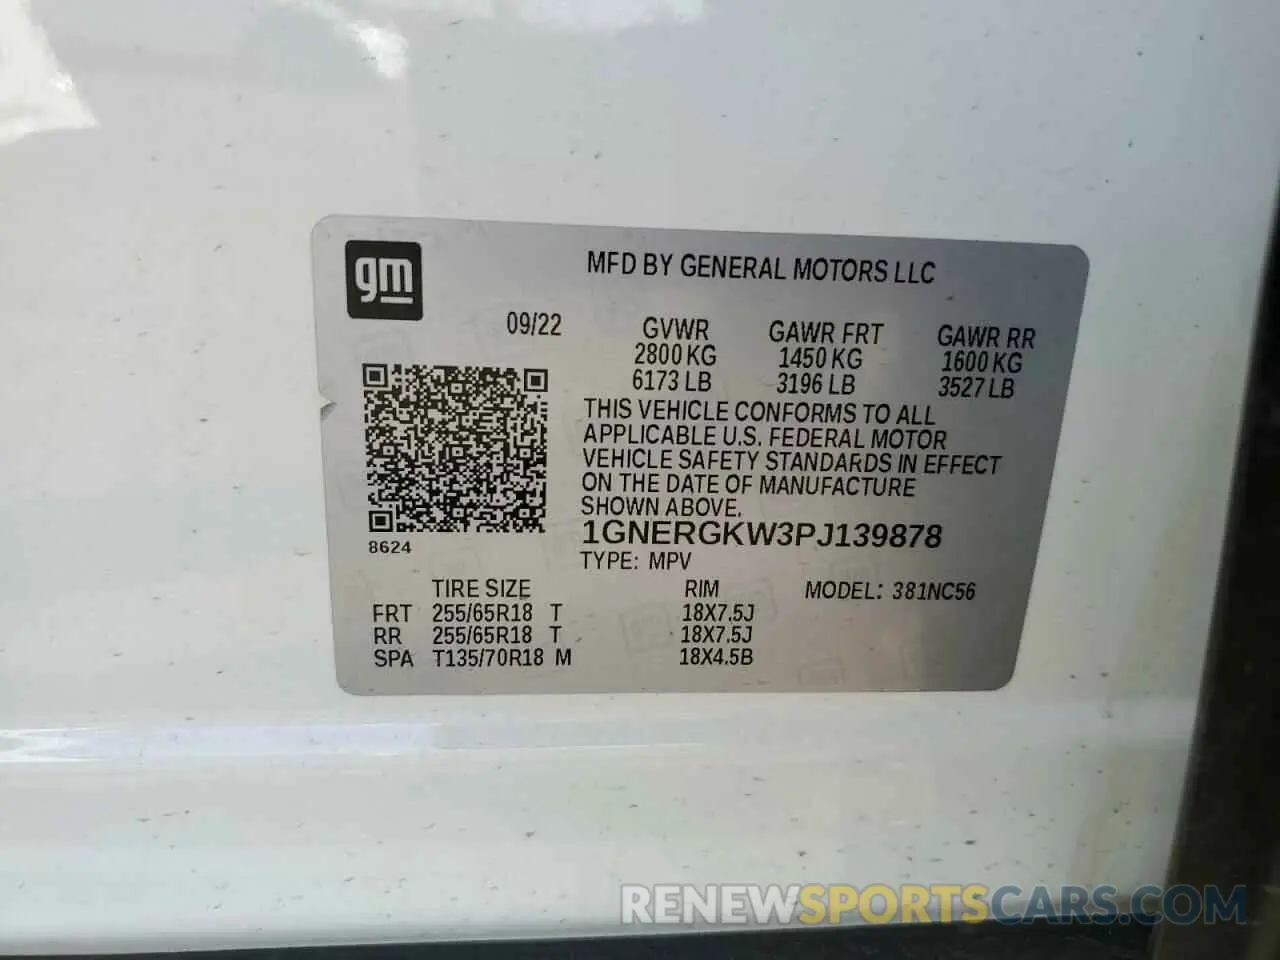 gm
MFD BY GENERAL MOTORS LLC
09/22
GVWR GAWR FRT GAWR RR
2800 KG 1450 KG 1600 KG
6173 LB 3196 LB 3527 LB
THIS VEHICLE CONFORMS TO ALL
APPLICABLE U.S. FEDERAL MOTOR
VEHICLE SAFETY STANDARDS IN EFFECT
ON THE DATE OF MANUFACTURE
SHOWN ABOVE.
1GNERGKW3PJ139878
8624
TYPE: MPV
TIRE SIZE RIM MODEL: 381NC56
FRT 255/65R18 T 18X7.5J
RR 255/65R18 T 18X7.5J
SPA T135/70R18 M 18X4.5B
RENEWSPORTSCARS.COM